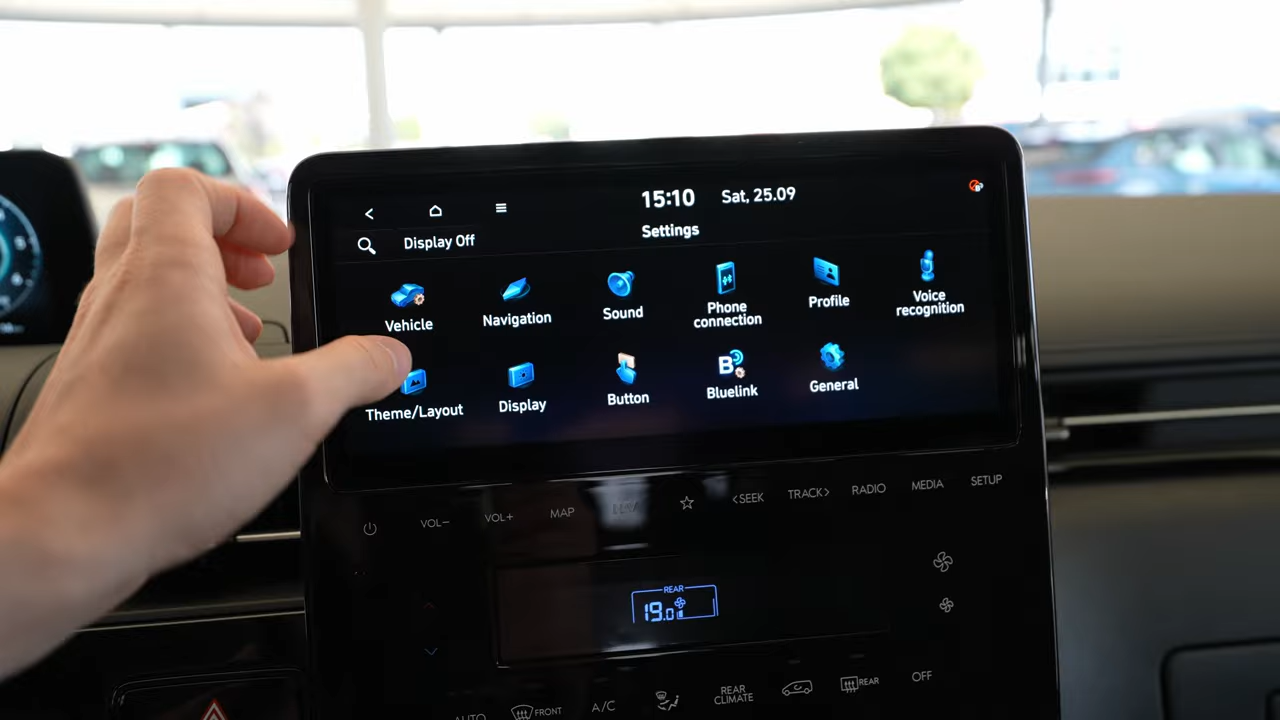 15:10 Sat, 25.09
Display Off
Settings
Vehicle
Navigation
Sound
Phone
connection
Profile
Voice
recognition
Theme/Layout
Display
Button
Bluelink
General
VOL− VOL+ MAP NAV ☆ <SEEK TRACK> RADIO MEDIA SETUP
REAR
19.0
AUTO
FRONT
A/C
REAR
CLIMATE
REAR
OFF